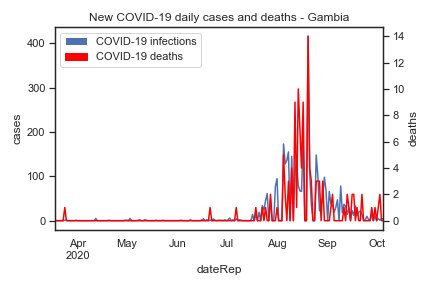 New COVID-19 daily cases and deaths - Gambia
COVID-19 infections
COVID-19 deaths
400
300
200
100
0
cases
14
12
10
8
6
4
2
0
deaths
Apr May Jun Jul Aug Sep Oct
2020
dateRep